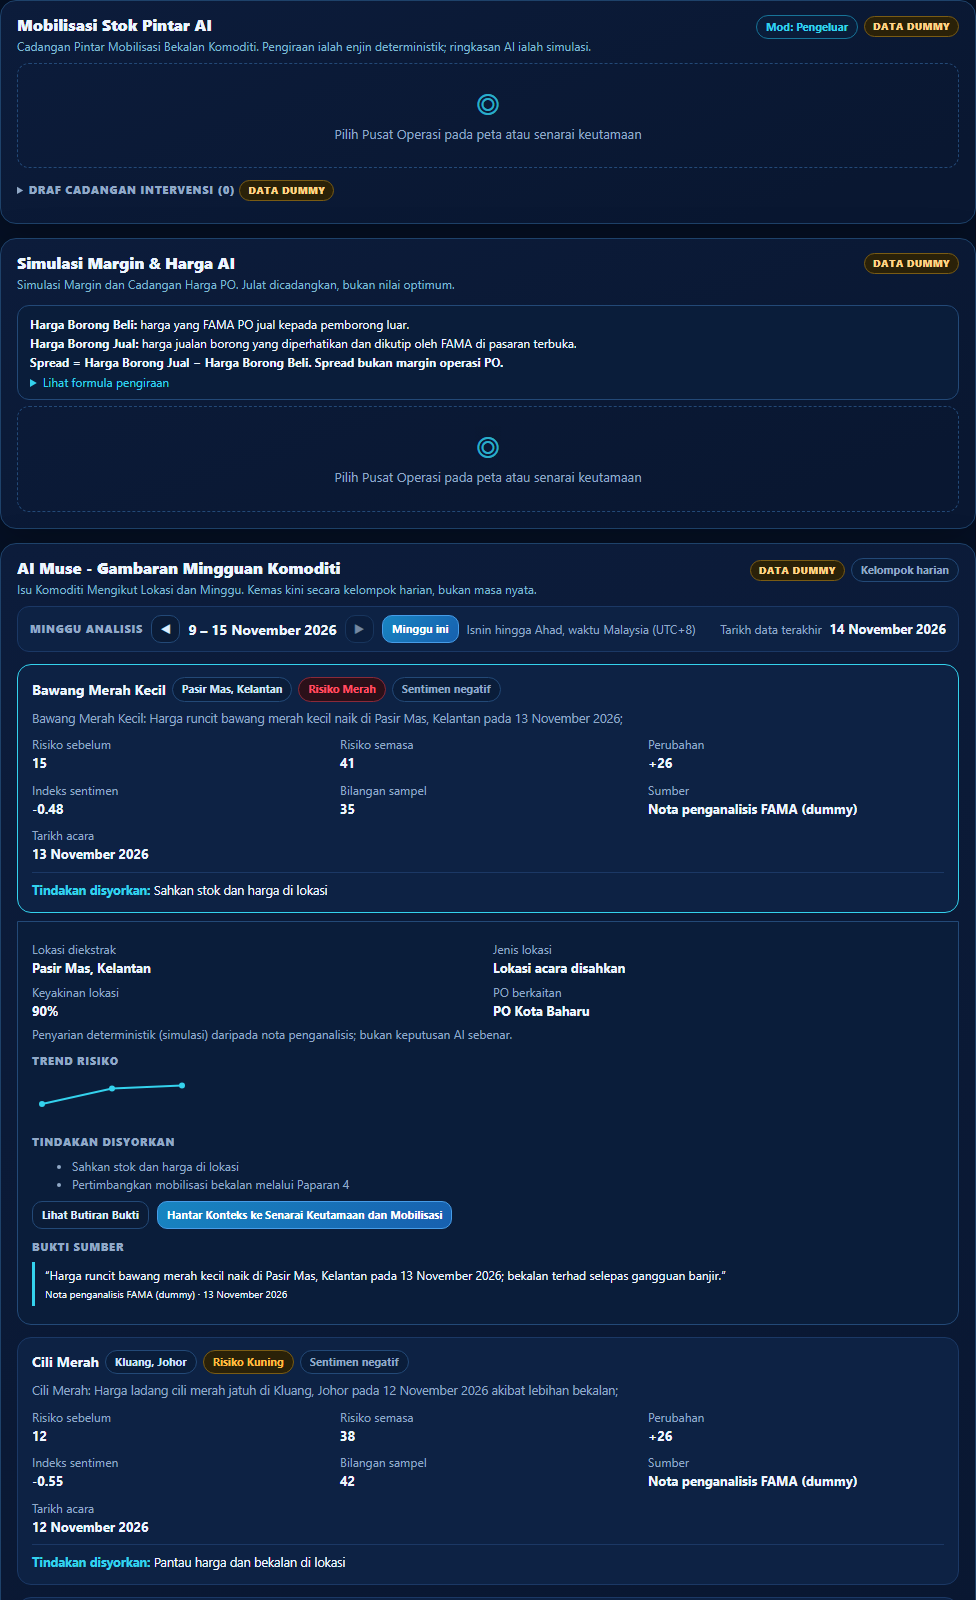 Mobilisasi Stok Pintar AI
Mod: Pengeluar
DATA DUMMY
Cadangan Pintar Mobilisasi Bekalan Komoditi. Pengiraan ialah enjin deterministik; ringkasan AI ialah simulasi.
Pilih Pusat Operasi pada peta atau senarai keutamaan
DRAF CADANGAN INTERVENSI (0) DATA DUMMY
Simulasi Margin & Harga AI
DATA DUMMY
Simulasi Margin dan Cadangan Harga PO. Julat dicadangkan, bukan nilai optimum.
Harga Borong Beli: harga yang FAMA PO jual kepada pemborong luar.
Harga Borong Jual: harga jualan borong yang diperhatikan dan dikutip oleh FAMA di pasaran terbuka.
Spread = Harga Borong Jual − Harga Borong Beli. Spread bukan margin operasi PO.
Lihat formula pengiraan
Pilih Pusat Operasi pada peta atau senarai keutamaan
AI Muse - Gambaran Mingguan Komoditi
DATA DUMMY
Kelompok harian
Isu Komoditi Mengikut Lokasi dan Minggu. Kemas kini secara kelompok harian, bukan masa nyata.
MINGGU ANALISIS ◀ 9 – 15 November 2026 ▶ Minggu ini Isnin hingga Ahad, waktu Malaysia (UTC+8) Tarikh data terakhir 14 November 2026
Bawang Merah Kecil Pasir Mas, Kelantan Risiko Merah Sentimen negatif
Bawang Merah Kecil: Harga runcit bawang merah kecil naik di Pasir Mas, Kelantan pada 13 November 2026;
Risiko sebelum Risiko semasa Perubahan
15 41 +26
Indeks sentimen Bilangan sampel Sumber
-0.48 35 Nota penganalisis FAMA (dummy)
Tarikh acara
13 November 2026
Tindakan disyorkan: Sahkan stok dan harga di lokasi
Lokasi diekstrak Jenis lokasi
Pasir Mas, Kelantan Lokasi acara disahkan
Keyakinan lokasi PO berkaitan
90% PO Kota Baharu
Penyarian deterministik (simulasi) daripada nota penganalisis; bukan keputusan AI sebenar.
TREND RISIKO
TINDAKAN DISYORKAN
• Sahkan stok dan harga di lokasi
• Pertimbangkan mobilisasi bekalan melalui Paparan 4
Lihat Butiran Bukti Hantar Konteks ke Senarai Keutamaan dan Mobilisasi
BUKTI SUMBER
“Harga runcit bawang merah kecil naik di Pasir Mas, Kelantan pada 13 November 2026; bekalan terhad selepas gangguan banjir.”
Nota penganalisis FAMA (dummy) · 13 November 2026
Cili Merah Kluang, Johor Risiko Kuning Sentimen negatif
Cili Merah: Harga ladang cili merah jatuh di Kluang, Johor pada 12 November 2026 akibat lebihan bekalan;
Risiko sebelum Risiko semasa Perubahan
12 38 +26
Indeks sentimen Bilangan sampel Sumber
-0.55 42 Nota penganalisis FAMA (dummy)
Tarikh acara
12 November 2026
Tindakan disyorkan: Pantau harga dan bekalan di lokasi